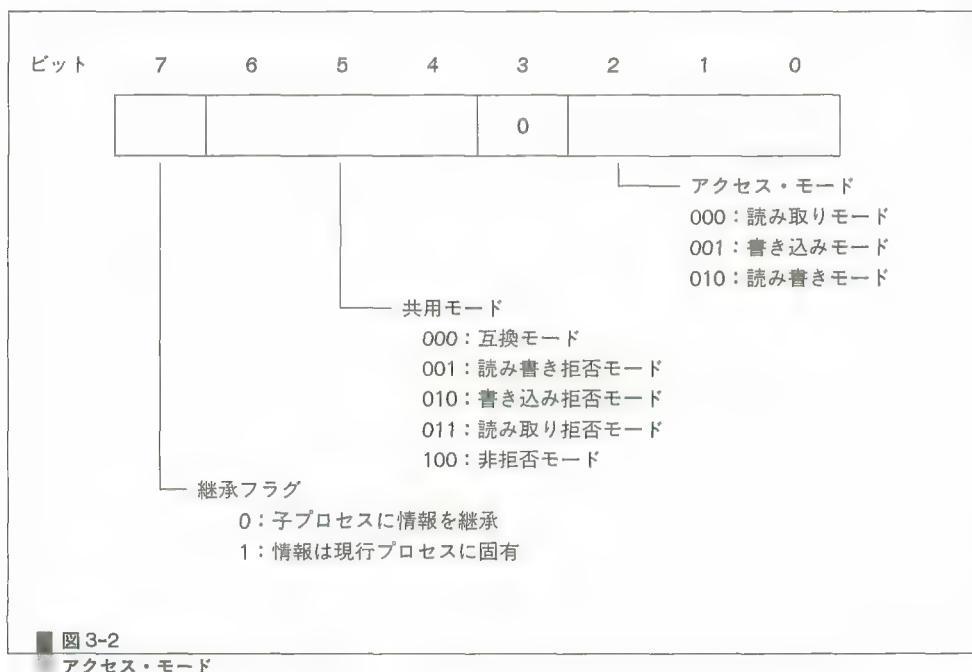 ビット 7 6 5 4 3 2 1 0
0
アクセス・モード
000：読み取りモード
001：書き込みモード
010：読み書きモード
共用モード
000：互換モード
001：読み書き拒否モード
010：書き込み拒否モード
011：読み取り拒否モード
100：非拒否モード
継承フラグ
0：子プロセスに情報を継承
1：情報は現行プロセスに固有
図3-2
アクセス・モード